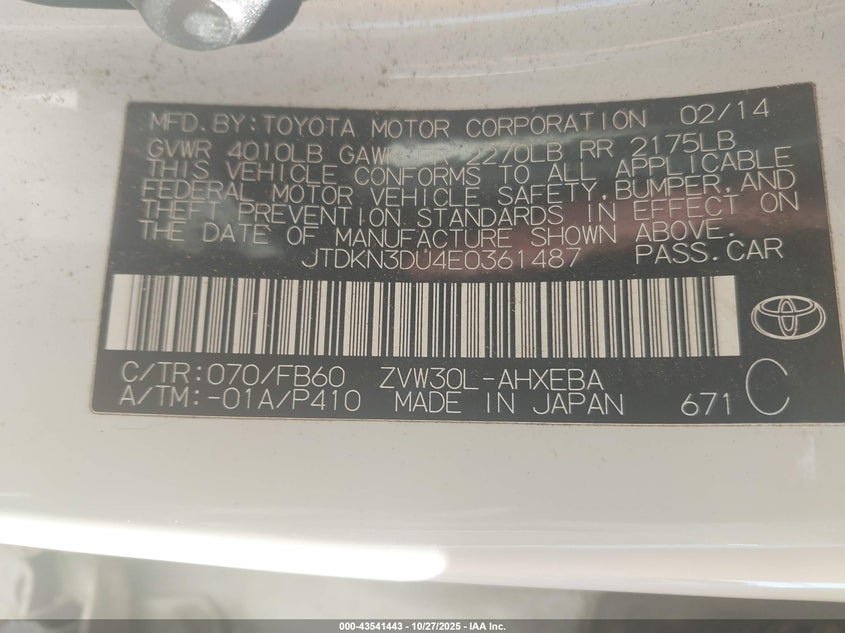 MFD. BY: TOYOTA MOTOR CORPORATION 02/14
GVWR 4010LB GAWR FR 2270LB RR 2175LB
THIS VEHICLE CONFORMS TO ALL APPLICABLE
FEDERAL MOTOR VEHICLE SAFETY, BUMPER, AND
THEFT PREVENTION STANDARDS IN EFFECT ON
THE DATE OF MANUFACTURE SHOWN ABOVE.
JTDKN3DU4E0361487 PASS. CAR
C/TR: 070/FB60 ZVW30L-AHXEBA
A/TM: -01A/P410 MADE IN JAPAN 671 C
000-43541443 • 10/27/2025 • IAA Inc.